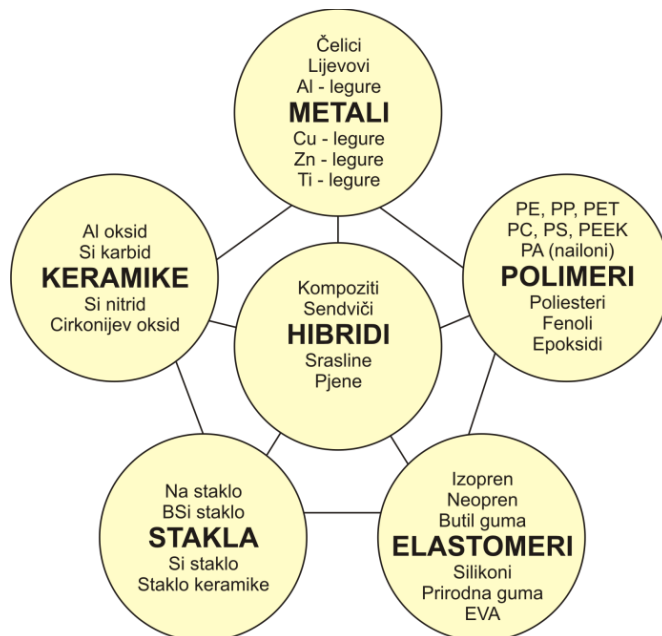 Čelici
Lijevovi
Al - legure
METALI
Cu - legure
Zn - legure
Ti - legure
Al oksid
Si karbid
KERAMIKE
Si nitrid
Cirkonijev oksid
PE, PP, PET
PC, PS, PEEK
PA (nailoni)
POLIMERI
Poliesteri
Fenoli
Epoksidi
Kompoziti
Sendviči
HIBRIDI
Srasline
Pjene
Na staklo
BSi staklo
STAKLA
Si staklo
Staklo keramike
Izopren
Neopren
Butil guma
ELASTOMERI
Silikoni
Prirodna guma
EVA